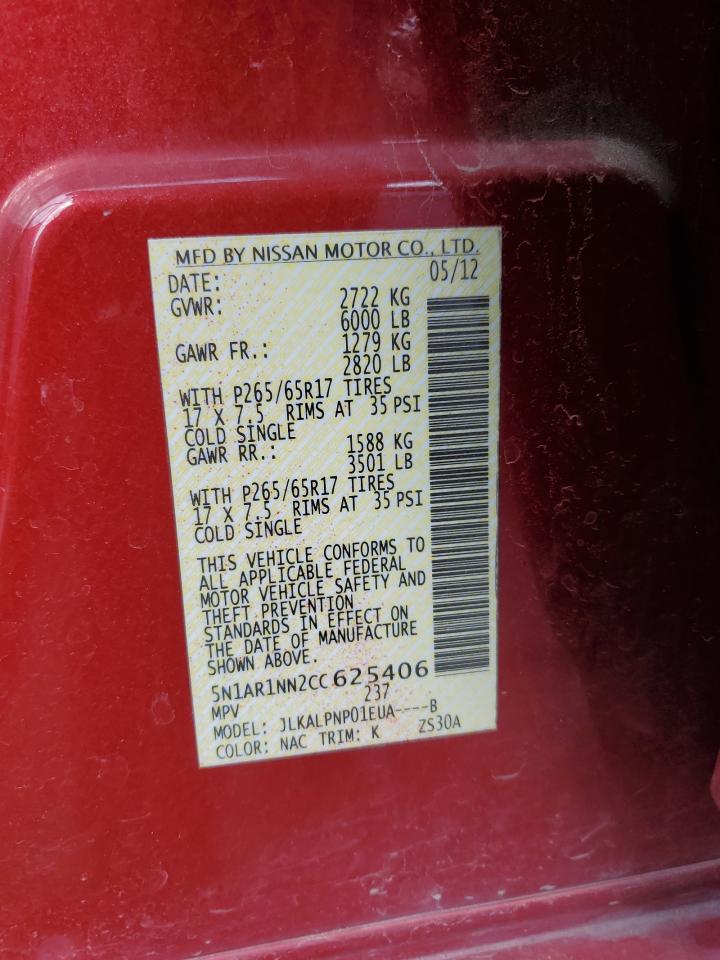 MFD BY NISSAN MOTOR CO., LTD.
DATE: 05/12
GVWR: 2722 KG
6000 LB
GAWR FR.: 1279 KG
2820 LB
WITH P265/65R17 TIRES
17 X 7.5 RIMS AT 35 PSI
COLD SINGLE
GAWR RR.: 1588 KG
3501 LB
WITH P265/65R17 TIRES
17 X 7.5 RIMS AT 35 PSI
COLD SINGLE
THIS VEHICLE CONFORMS TO
ALL APPLICABLE FEDERAL
MOTOR VEHICLE SAFETY AND
THEFT PREVENTION
STANDARDS IN EFFECT ON
THE DATE OF MANUFACTURE
SHOWN ABOVE.
5N1AR1NN2CC625406
MPV 237
MODEL: JLKALPNP01EUA----B
COLOR: NAC TRIM: K ZS30A